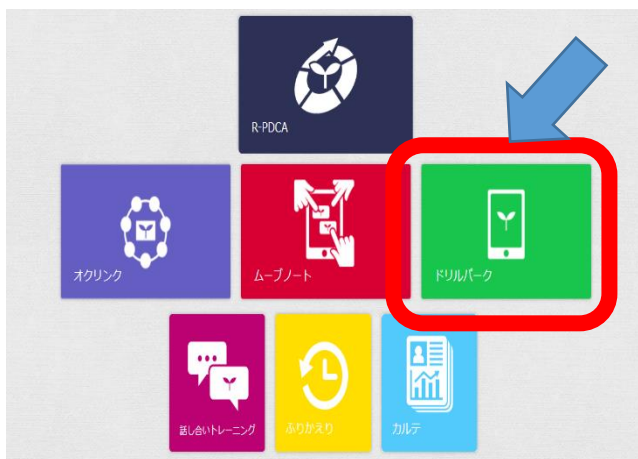 R-PDCA
オクリンク
ムーブノート
ドリルパーク
話し合いトレーニング
ふりかえり
カルテ